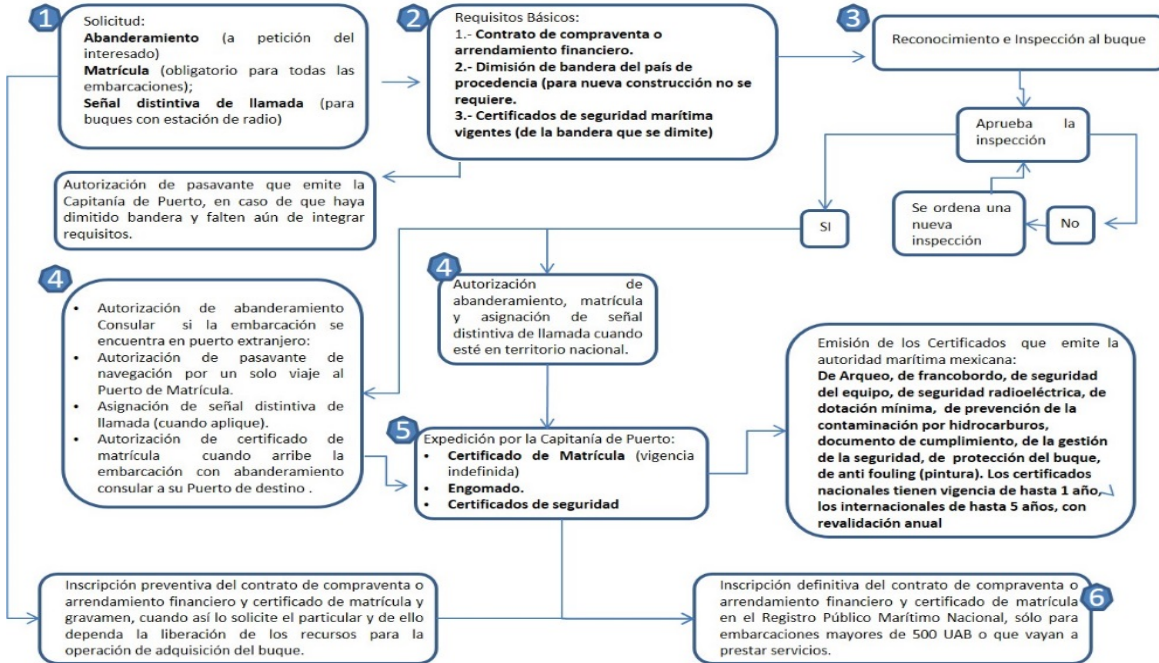 1
Solicitud:
Abanderamiento (a petición del
interesado)
Matrícula (obligatorio para todas las
embarcaciones);
Señal distintiva de llamada (para
buques con estación de radio)
2
Requisitos Básicos:
1.- Contrato de compraventa o
arrendamiento financiero.
2.- Dimisión de bandera del país de
procedencia (para nueva construcción no se
requiere.
3.- Certificados de seguridad marítima
vigentes (de la bandera que se dimite)
3
Reconocimiento e Inspección al buque
Aprueba la
inspección
Se ordena una
nueva
inspección
No
SI
Autorización de pasavante que emite la
Capitanía de Puerto, en caso de que haya
dimitido bandera y falten aún de integrar
requisitos.
4
• Autorización de abanderamiento
Consular si la embarcación se
encuentra en puerto extranjero:
• Autorización de pasavante de
navegación por un solo viaje al
Puerto de Matrícula.
• Asignación de señal distintiva de
llamada (cuando aplique).
• Autorización de certificado de
matrícula cuando arribe la
embarcación con abanderamiento
consular a su Puerto de destino .
4
Autorización de
abanderamiento, matrícula
y asignación de señal
distintiva de llamada cuando
esté en territorio nacional.
5
Expedición por la Capitanía de Puerto:
• Certificado de Matrícula (vigencia
indefinida)
• Engomado.
• Certificados de seguridad
Emisión de los Certificados que emite la
autoridad marítima mexicana:
De Arqueo, de francobordo, de seguridad
del equipo, de seguridad radioeléctrica, de
dotación mínima, de prevención de la
contaminación por hidrocarburos,
documento de cumplimiento, de la gestión
de la seguridad, de protección del buque,
de anti fouling (pintura). Los certificados
nacionales tienen vigencia de hasta 1 año,
los internacionales de hasta 5 años, con
revalidación anual
Inscripción preventiva del contrato de compraventa o
arrendamiento financiero y certificado de matrícula y
gravamen, cuando así lo solicite el particular y de ello
dependa la liberación de los recursos para la
operación de adquisición del buque.
Inscripción definitiva del contrato de compraventa o
arrendamiento financiero y certificado de matrícula
en el Registro Público Marítimo Nacional, sólo para
embarcaciones mayores de 500 UAB o que vayan a
prestar servicios.
6